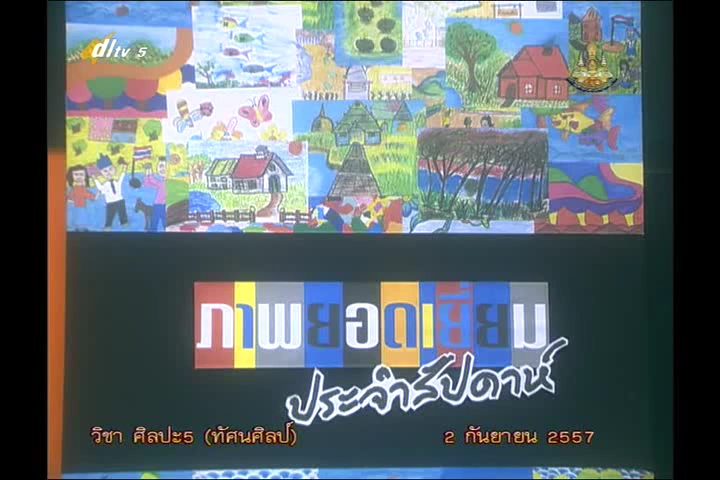 dltv 5
ภาพยอดเยี่ยม
ประจำสัปดาห์
วิชา ศิลปะ5 (ทัศนศิลป์)
2 กันยายน 2557